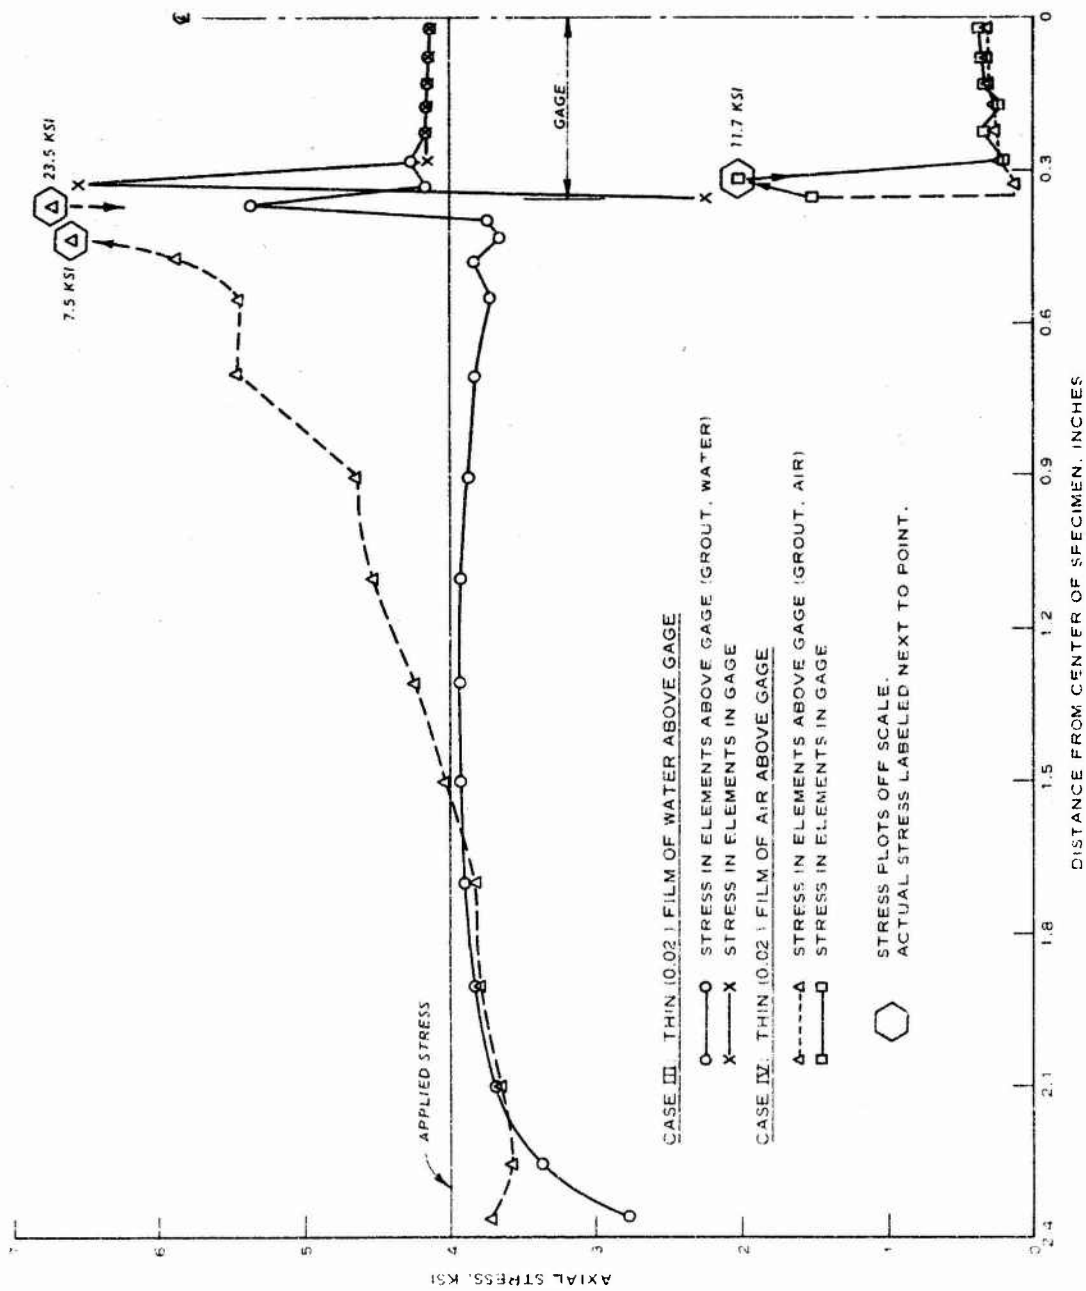 AXIAL STRESS, KSI
7
6
5
4
3
2
1
0
2.4
2.1
1.8
1.5
1.2
0.9
0.6
0.3
0
DISTANCE FROM CENTER OF SPECIMEN, INCHES
APPLIED STRESS
7.5 KSI
23.5 KSI
℄
GAGE
11.7 KSI
CASE III: THIN (0.02 ) FILM OF WATER ABOVE GAGE
STRESS IN ELEMENTS ABOVE GAGE (GROUT, WATER)
STRESS IN ELEMENTS IN GAGE
CASE IV: THIN (0.02 ) FILM OF AIR ABOVE GAGE
STRESS IN ELEMENTS ABOVE GAGE (GROUT, AIR)
STRESS IN ELEMENTS IN GAGE
STRESS PLOTS OFF SCALE.
ACTUAL STRESS LABELED NEXT TO POINT.